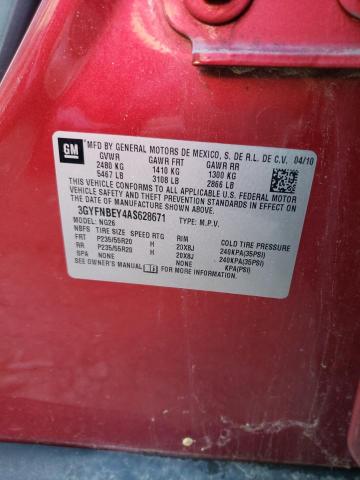 GM
MFD BY GENERAL MOTORS DE MEXICO, S. DE R.L. DE C.V. 04/10
GVWR GAWR FRT GAWR RR
2480 KG 1410 KG 1300 KG
5467 LB 3108 LB 2866 LB
THIS VEHICLE CONFORMS TO ALL APPLICABLE U.S. FEDERAL MOTOR
VEHICLE SAFETY AND THEFT PREVENTION STANDARDS IN EFFECT ON
THE DATE OF MANUFACTURE SHOWN ABOVE.
3GYFNBEY4AS628671 TYPE: M.P.V.
MODEL: NG26
NBFS TIRE SIZE SPEED RTG RIM COLD TIRE PRESSURE
FRT P235/55R20 H 20X8J 240KPA(35PSI)
RR P235/55R20 H 20X8J 240KPA(35PSI)
SPA NONE NONE KPA(PSI)
SEE OWNER'S MANUAL FOR MORE INFORMATION.